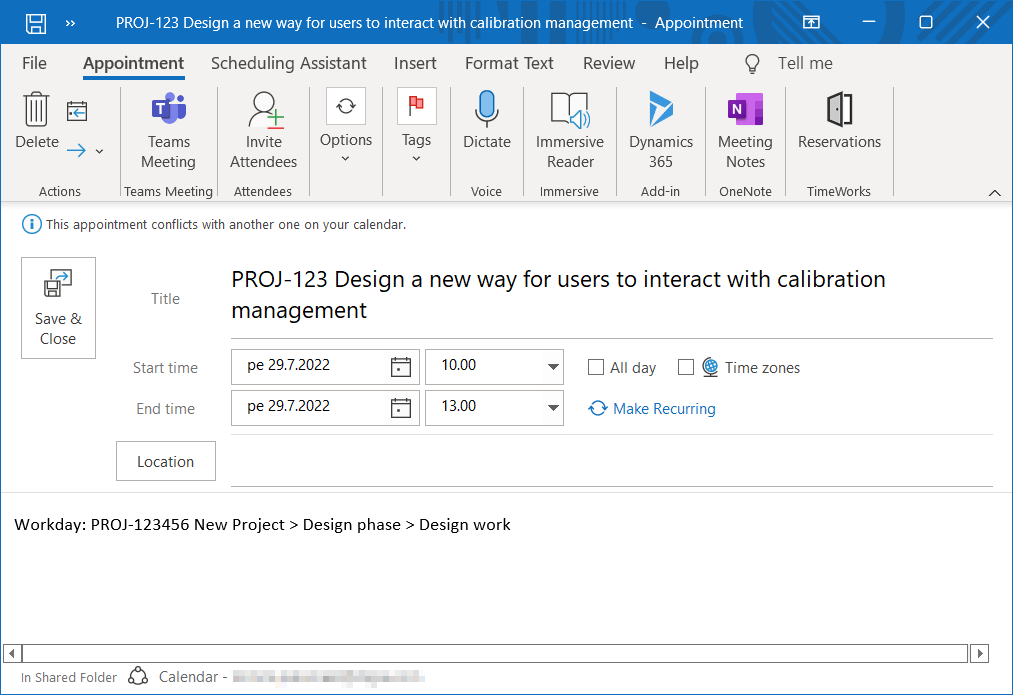 PROJ-123 Design a new way for users to interact with calibration management - Appointment
File Appointment Scheduling Assistant Insert Format Text Review Help Tell me
Delete
Actions
Teams
Meeting
Teams Meeting
Invite
Attendees
Attendees
Options
Tags
Dictate
Voice
Immersive
Reader
Immersive
Dynamics
365
Add-in
Meeting
Notes
OneNote
Reservations
TimeWorks
This appointment conflicts with another one on your calendar.
Save &
Close
Title
PROJ-123 Design a new way for users to interact with calibration
management
Start time pe 29.7.2022 10.00 All day Time zones
End time pe 29.7.2022 13.00 Make Recurring
Location
Workday: PROJ-123456 New Project > Design phase > Design work
In Shared Folder Calendar -